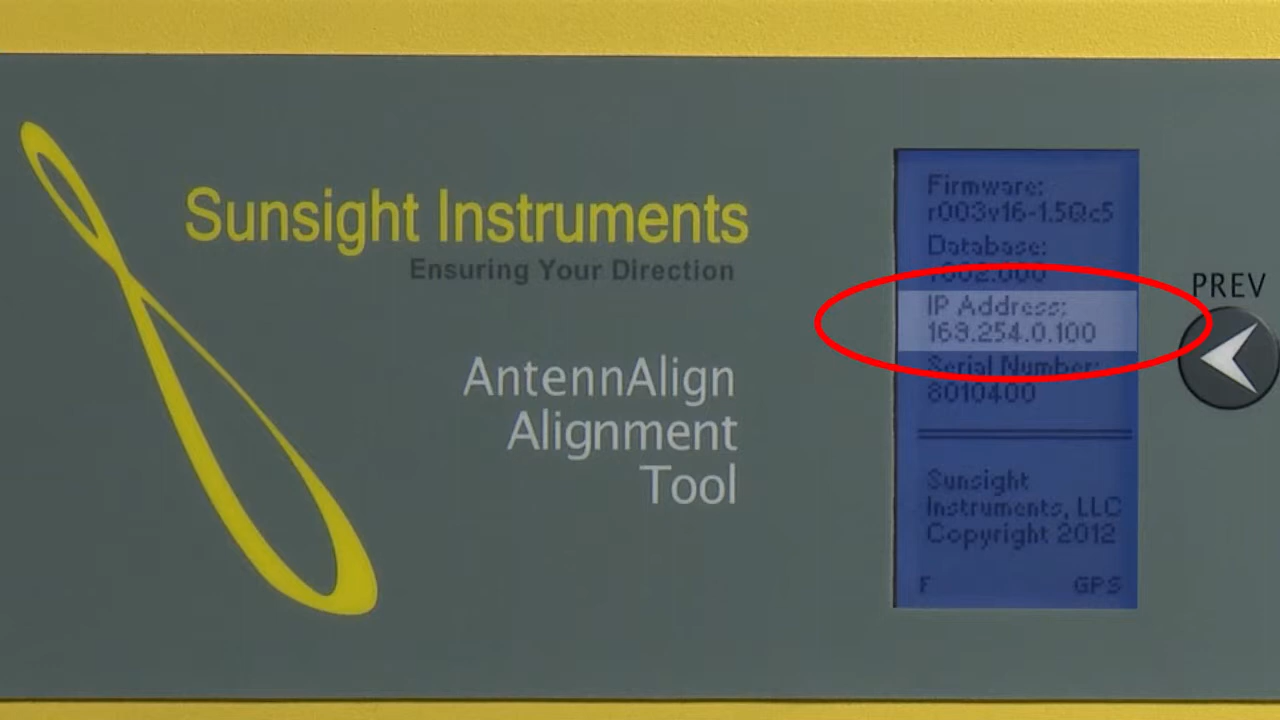 Sunsight Instruments
Ensuring Your Direction
AntennAlign
Alignment
Tool
Firmware:
r003v16-1.5Qc5
Database:
IP Address:
169.254.0.100
Serial Number:
8010400
Sunsight
Instruments, LLC
Copyright 2012
F GPS
PREV